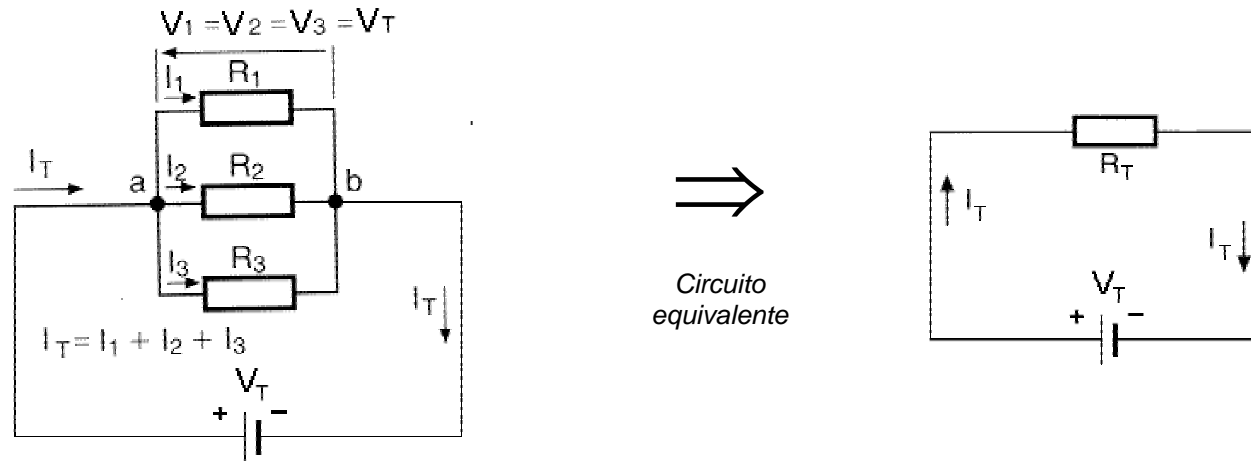 V1 = V2 = V3 = VT
I1 R1
IT
a I2 R2 b
I3 R3
IT
IT = I1 + I2 + I3
VT
+ −
Circuito
equivalente
RT
IT
IT
VT
+ −